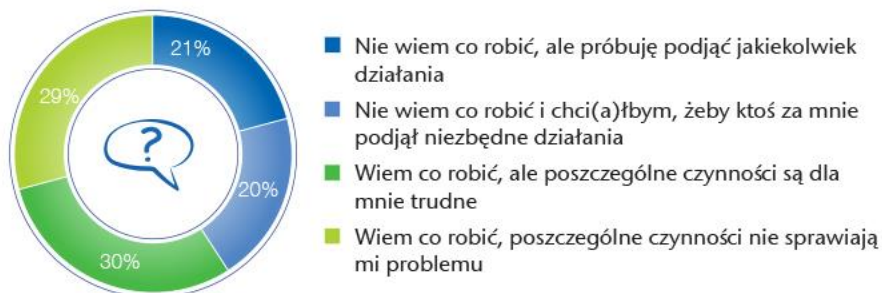 21%
29%
20%
30%
?
Nie wiem co robić, ale próbuję podjąć jakiekolwiek
działania
Nie wiem co robić i chci(a)łbym, żeby ktoś za mnie
podjął niezbędne działania
Wiem co robić, ale poszczególne czynności są dla
mnie trudne
Wiem co robić, poszczególne czynności nie sprawiają
mi problemu